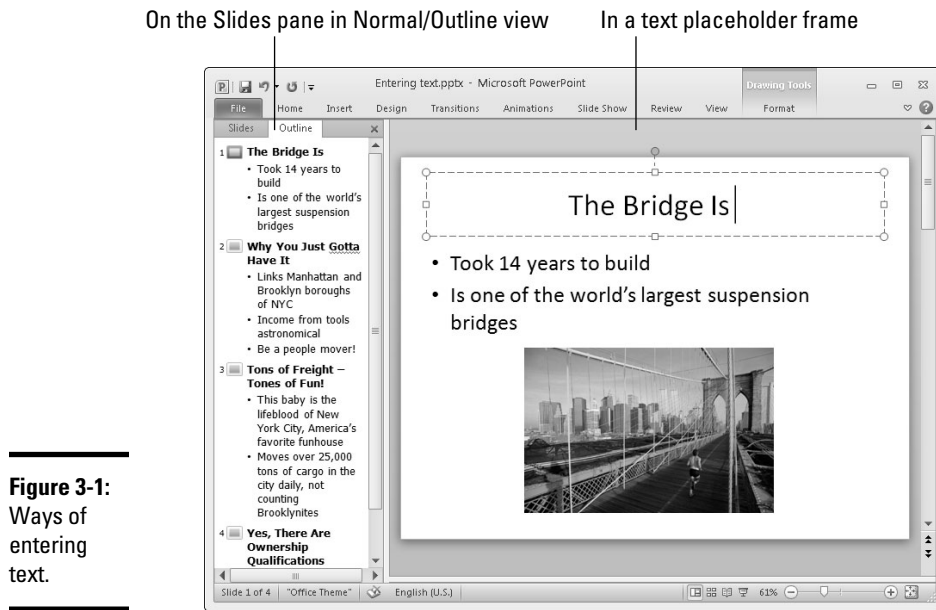 On the Slides pane in Normal/Outline view
In a text placeholder frame
Entering text.pptx - Microsoft PowerPoint
Drawing Tools
File Home Insert Design Transitions Animations Slide Show Review View Format
Slides Outline
1 The Bridge Is
• Took 14 years to
build
• Is one of the world's
largest suspension
bridges
2 Why You Just Gotta
Have It
• Links Manhattan and
Brooklyn boroughs
of NYC
• Income from tools
astronomical
• Be a people mover!
3 Tons of Freight –
Tones of Fun!
• This baby is the
lifeblood of New
York City, America's
favorite funhouse
• Moves over 25,000
tons of cargo in the
city daily, not
counting
Brooklynites
4 Yes, There Are
Ownership
Qualifications
The Bridge Is
• Took 14 years to build
• Is one of the world's largest suspension
bridges
Slide 1 of 4 "Office Theme" English (U.S.) 61%
Figure 3-1:
Ways of
entering
text.